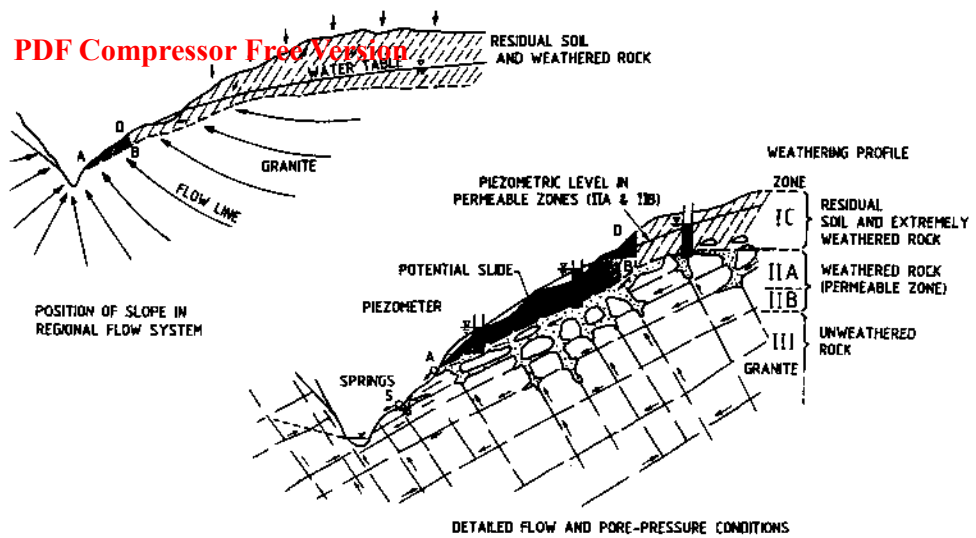 PDF Compressor Free Version
RESIDUAL SOIL
AND WEATHERED ROCK
WATER TABLE
D
A
B
GRANITE
FLOW LINE
POSITION OF SLOPE IN
REGIONAL FLOW SYSTEM
WEATHERING PROFILE
ZONE
PIEZOMETRIC LEVEL IN
PERMEABLE ZONES (IIA & IIB)
IC
RESIDUAL
SOIL AND EXTREMELY
WEATHERED ROCK
D
B
POTENTIAL SLIDE
IIA
IIB
WEATHERED ROCK
(PERMEABLE ZONE)
PIEZOMETER
III
UNWEATHERED
ROCK
GRANITE
A
SPRINGS
S
DETAILED FLOW AND PORE-PRESSURE CONDITIONS